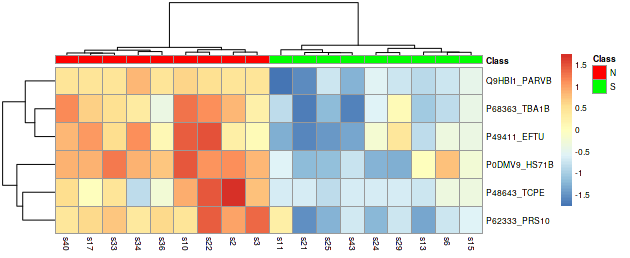 Class
Q9HBI1_PARVB
P68363_TBA1B
P49411_EFTU
P0DMV9_HS71B
P48643_TCPE
P62333_PRS10
s40 s17 s33 s34 s36 s10 s22 s2 s3 s11 s21 s25 s43 s24 s29 s13 s6 s15
1.5
1
0.5
0
-0.5
-1
-1.5
Class
N
S